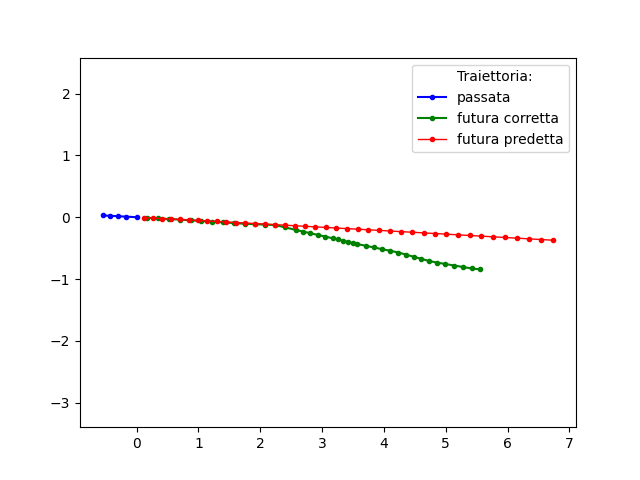 Traiettoria:
passata
futura corretta
futura predetta
2
1
0
−1
−2
−3
0 1 2 3 4 5 6 7